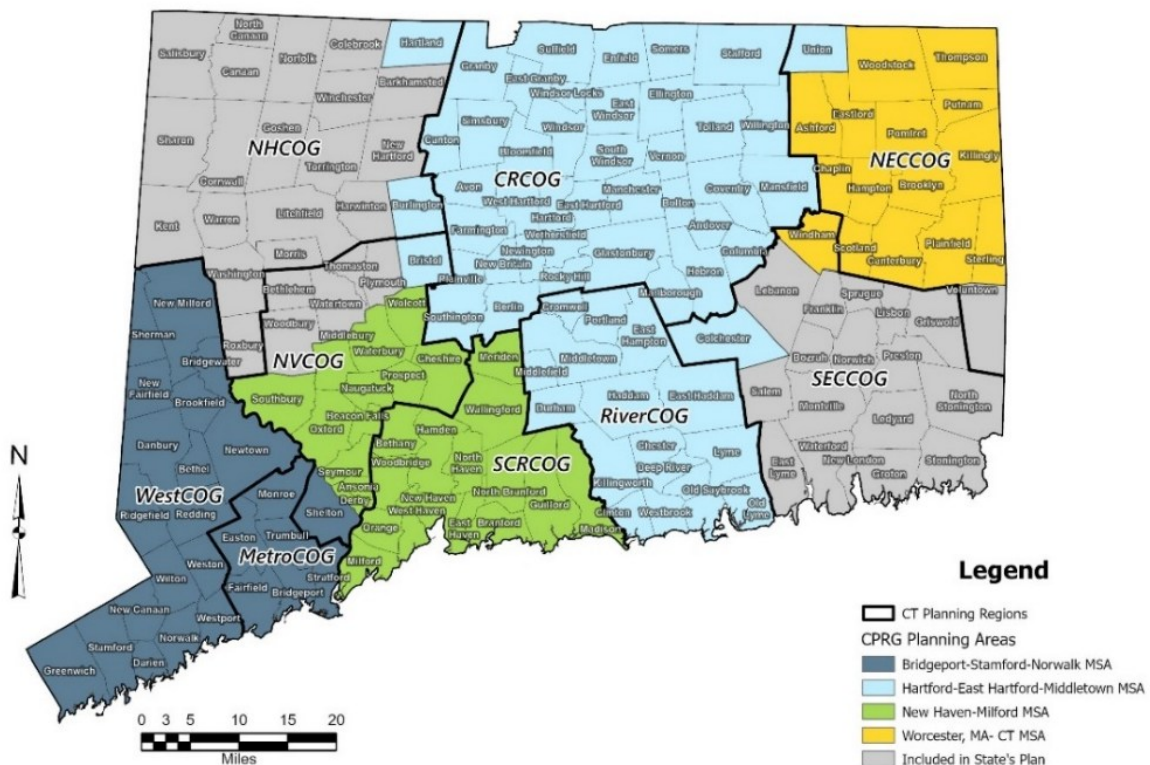 North
Canaan
Salisbury
Canaan
Norfolk
Colebrook
Hartland
Winchester
Barkhamsted
Sharon
Goshen
NHCOG
Torrington
New
Hartford
Cornwall
Kent
Warren
Litchfield
Harwinton
Burlington
Morris
Washington
Bethlehem
Thomaston
Plymouth
Bristol
Watertown
Woodbury
Roxbury
Granby
Suffield
Enfield
Somers
Stafford
East Granby
Windsor Locks
East
Windsor
Ellington
Simsbury
Windsor
Canton
Bloomfield
South
Windsor
Vernon
Tolland
Willington
CRCOG
Avon
West Hartford
Hartford
East Hartford
Manchester
Bolton
Coventry
Mansfield
Andover
Farmington
Wethersfield
Newington
New Britain
Glastonbury
Columbia
Hebron
Plainville
Rocky Hill
Marlborough
Southington
Berlin
Union
Woodstock
Thompson
Putnam
Ashford
Eastford
Pomfret
Killingly
NECCOG
Chaplin
Hampton
Brooklyn
Windham
Scotland
Canterbury
Plainfield
Sterling
Voluntown
Lebanon
Franklin
Sprague
Lisbon
Griswold
Colchester
Bozrah
Norwich
Preston
SECCOG
Salem
Montville
Ledyard
North
Stonington
Waterford
East
Lyme
New London
Groton
Stonington
Cromwell
Portland
East
Hampton
Middletown
Middlefield
Haddam
East Haddam
Durham
RiverCOG
Chester
Lyme
Deep River
Killingworth
Old Saybrook
Old
Lyme
Clinton
Westbrook
Wolcott
Middlebury
Waterbury
Cheshire
NVCOG
Prospect
Naugatuck
Southbury
Beacon Falls
Oxford
Seymour
Ansonia
Derby
Shelton
Meriden
Wallingford
Hamden
Bethany
Woodbridge
North
Haven
SCRCOG
North Branford
New Haven
West Haven
Guilford
Orange
East
Haven
Branford
Madison
Milford
New Milford
Sherman
Bridgewater
New
Fairfield
Brookfield
Danbury
Newtown
Bethel
WestCOG
Ridgefield
Redding
Monroe
Easton
Trumbull
MetroCOG
Stratford
Weston
Wilton
Fairfield
Bridgeport
New Canaan
Westport
Norwalk
Stamford
Darien
Greenwich
N
0 3 5 10 15 20
Miles
Legend
CT Planning Regions
CPRG Planning Areas
Bridgeport-Stamford-Norwalk MSA
Hartford-East Hartford-Middletown MSA
New Haven-Milford MSA
Worcester, MA- CT MSA
Included in State's Plan